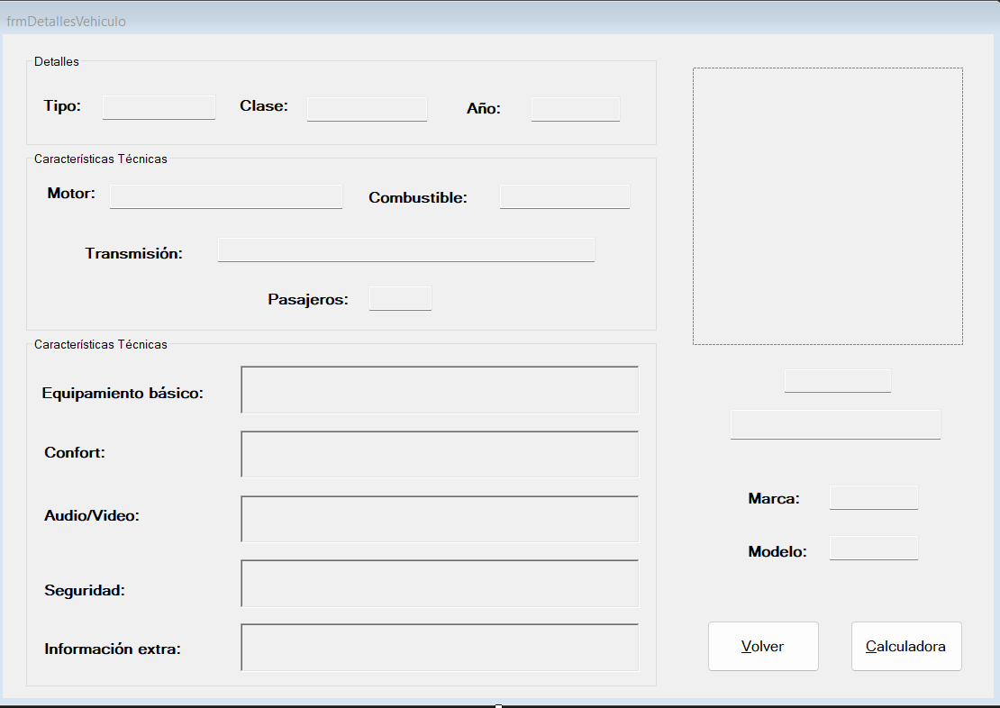 frmDetallesVehiculo
Detalles
Tipo:
Clase:
Año:
Características Técnicas
Motor:
Combustible:
Transmisión:
Pasajeros:
Características Técnicas
Equipamiento básico:
Confort:
Audio/Video:
Seguridad:
Información extra:
Marca:
Modelo:
Volver
Calculadora